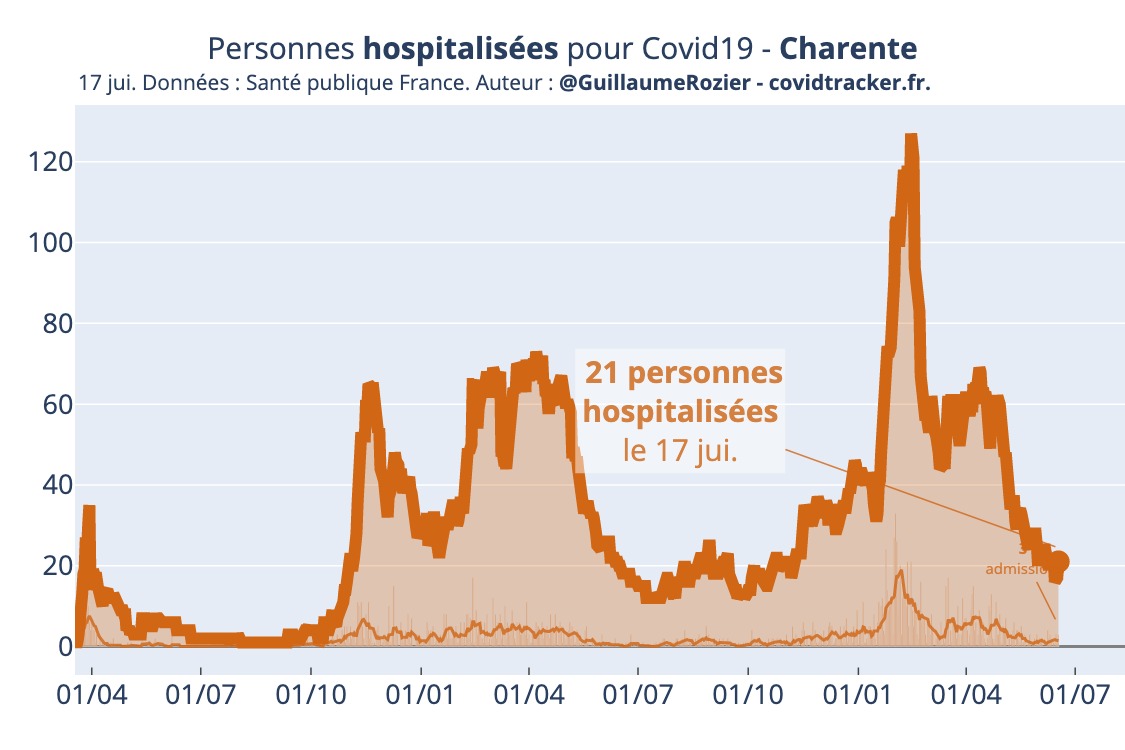 Personnes hospitalisées pour Covid19 - Charente
17 jui. Données : Santé publique France. Auteur : @GuillaumeRozier - covidtracker.fr.
120
100
80
60
40
20
0
21 personnes
hospitalisées
le 17 jui.
01/04 01/07 01/10 01/01 01/04 01/07 01/10 01/01 01/04 01/07